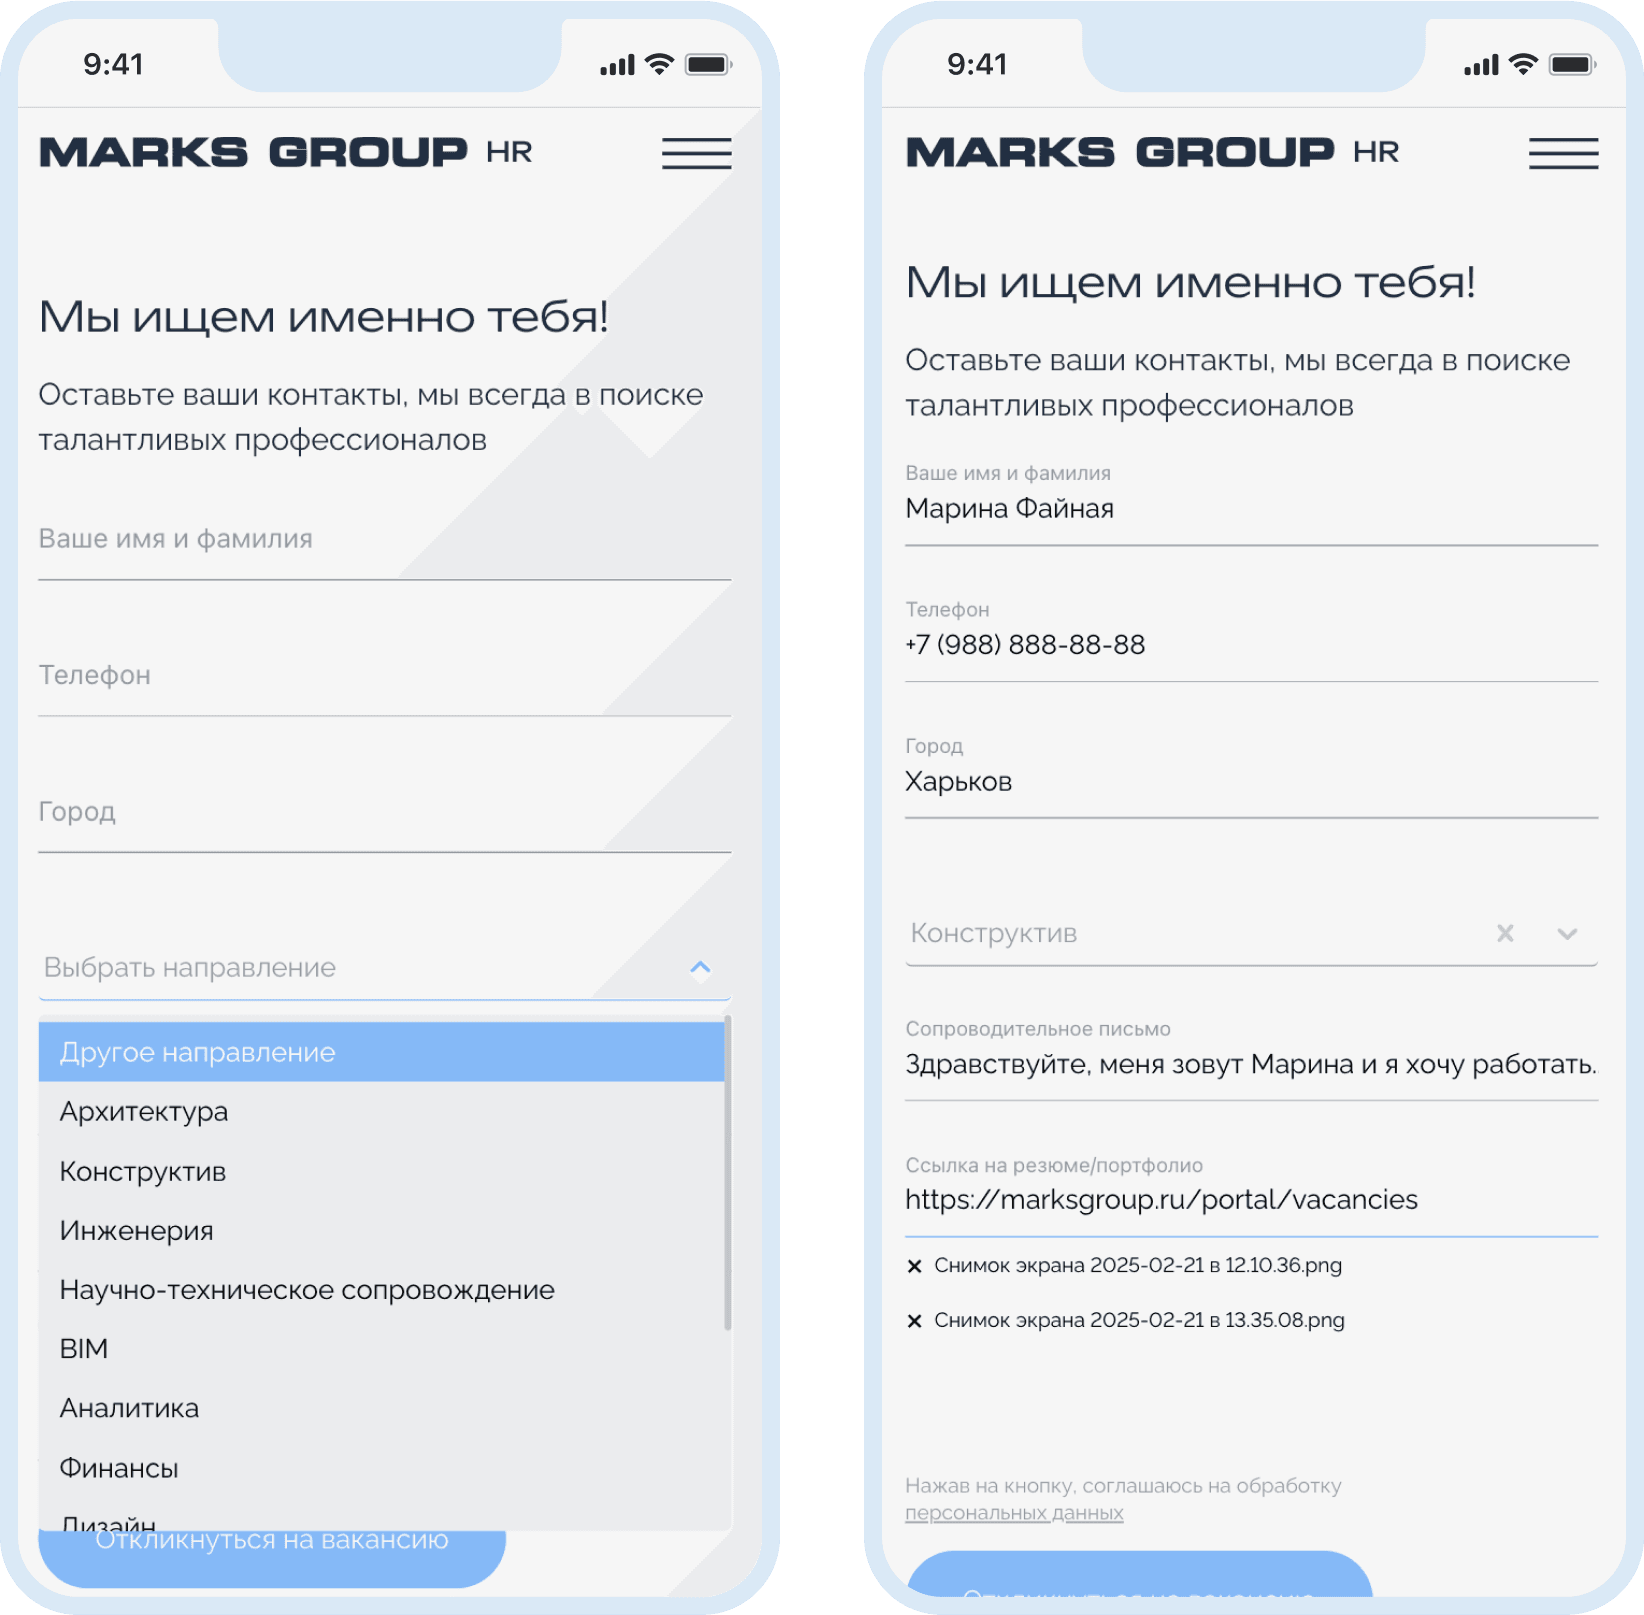 9:41
MARKS GROUP HR
Мы ищем именно тебя!
Оставьте ваши контакты, мы всегда в поиске
талантливых профессионалов
Ваше имя и фамилия
Телефон
Город
Выбрать направление
Другое направление
Архитектура
Конструктив
Инженерия
Научно-техническое сопровождение
BIM
Аналитика
Финансы
Дизайн
Откликнуться на вакансию
9:41
MARKS GROUP HR
Мы ищем именно тебя!
Оставьте ваши контакты, мы всегда в поиске
талантливых профессионалов
Ваше имя и фамилия
Марина Файная
Телефон
+7 (988) 888-88-88
Город
Харьков
Конструктив
Сопроводительное письмо
Здравствуйте, меня зовут Марина и я хочу работать..
Ссылка на резюме/портфолио
https://marksgroup.ru/portal/vacancies
Снимок экрана 2025-02-21 в 12.10.36.png
Снимок экрана 2025-02-21 в 13.35.08.png
Нажав на кнопку, соглашаюсь на обработку
персональных данных
Откликнуться на вакансию